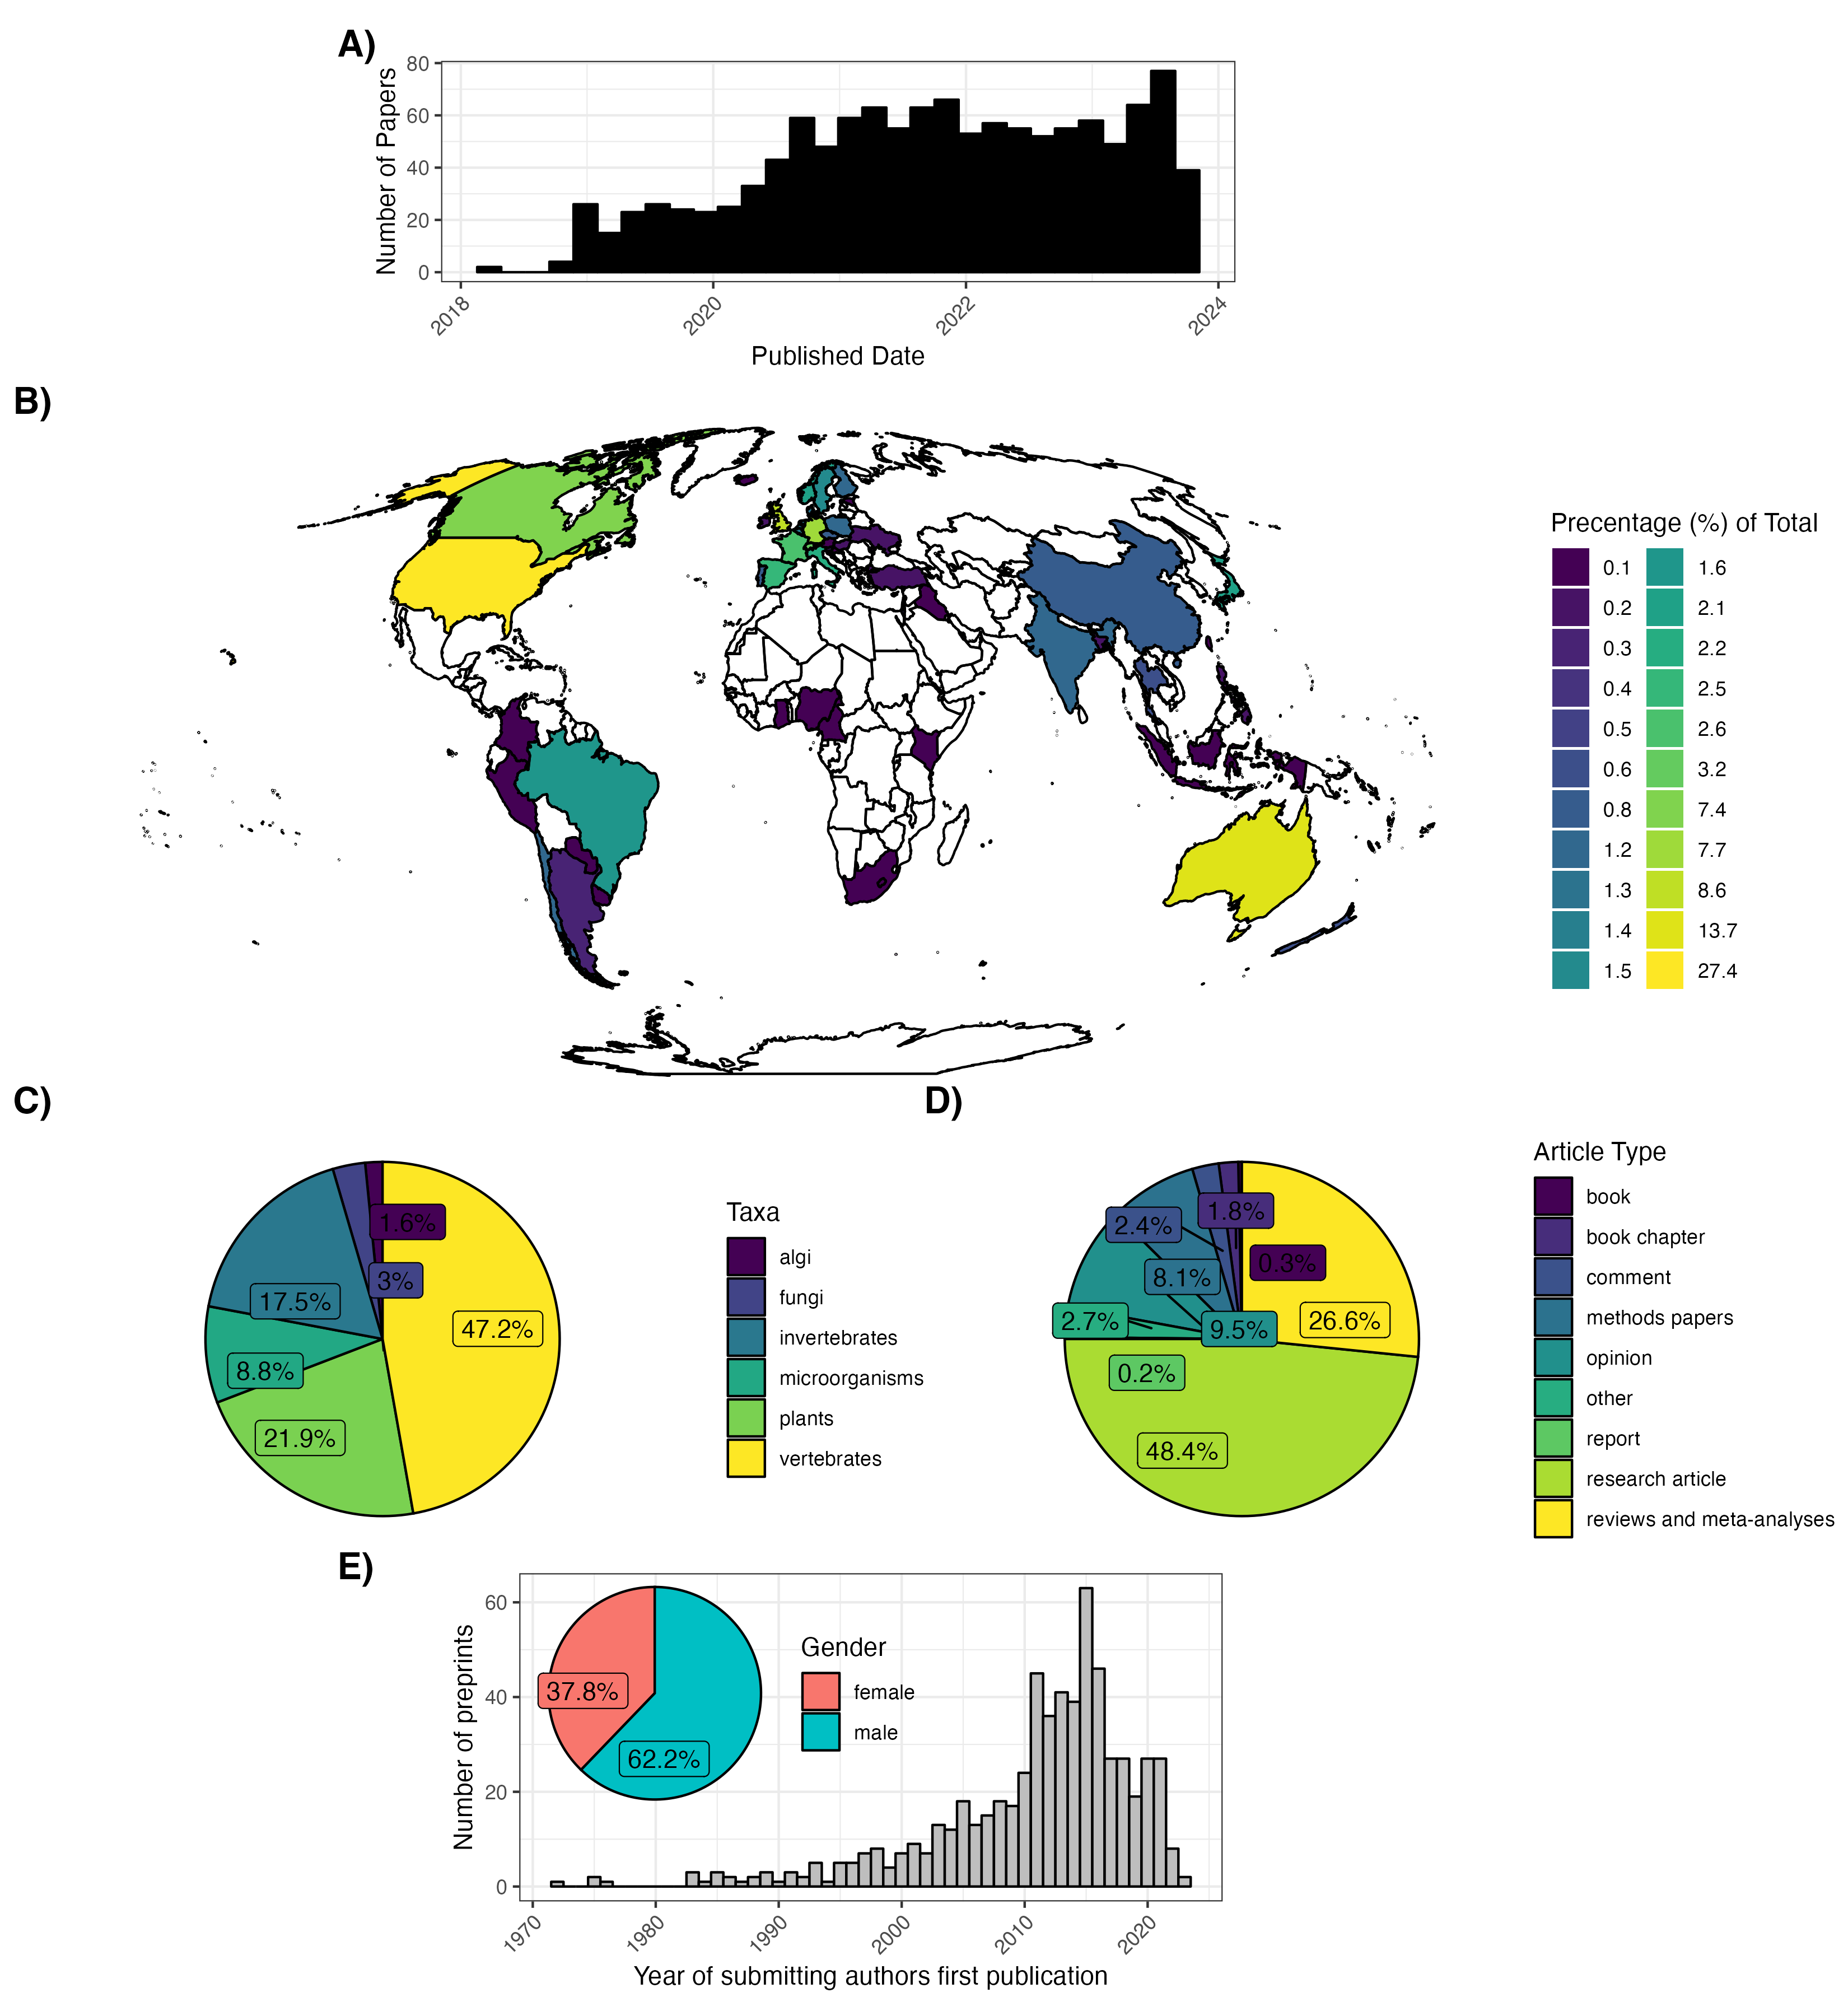 A)
Number of Papers
80
60
40
20
0
2018
2020
2022
2024
Published Date
B)
Precentage (%) of Total
0.1
0.2
0.3
0.4
0.5
0.6
0.8
1.2
1.3
1.4
1.5
1.6
2.1
2.2
2.5
2.6
3.2
7.4
7.7
8.6
13.7
27.4
C)
1.6%
3%
17.5%
47.2%
8.8%
21.9%
Taxa
algi
fungi
invertebrates
microorganisms
plants
vertebrates
D)
1.8%
2.4%
0.3%
8.1%
2.7%
9.5%
26.6%
0.2%
48.4%
Article Type
book
book chapter
comment
methods papers
opinion
other
report
research article
reviews and meta-analyses
E)
Number of preprints
60
40
20
0
37.8%
62.2%
Gender
female
male
1970
1980
1990
2000
2010
2020
Year of submitting authors first publication